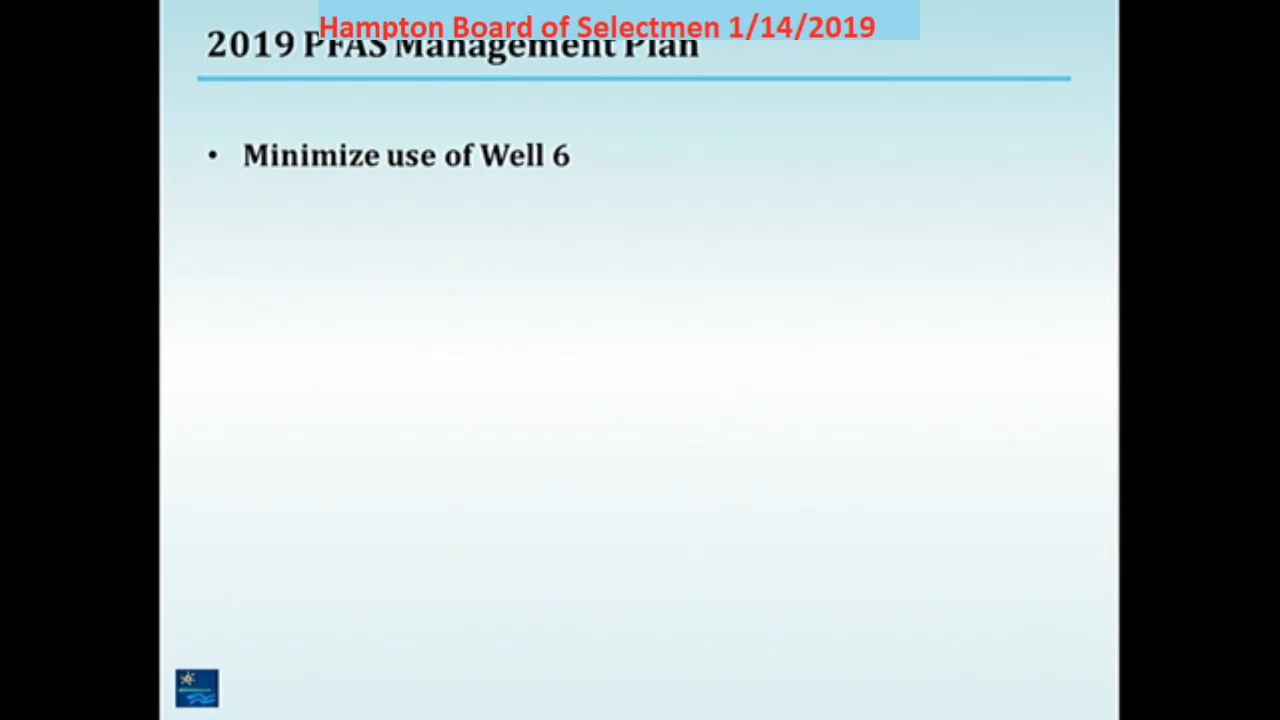 Hampton Board of Selectmen 1/14/2019
2019 PFAS Management Plan
• Minimize use of Well 6